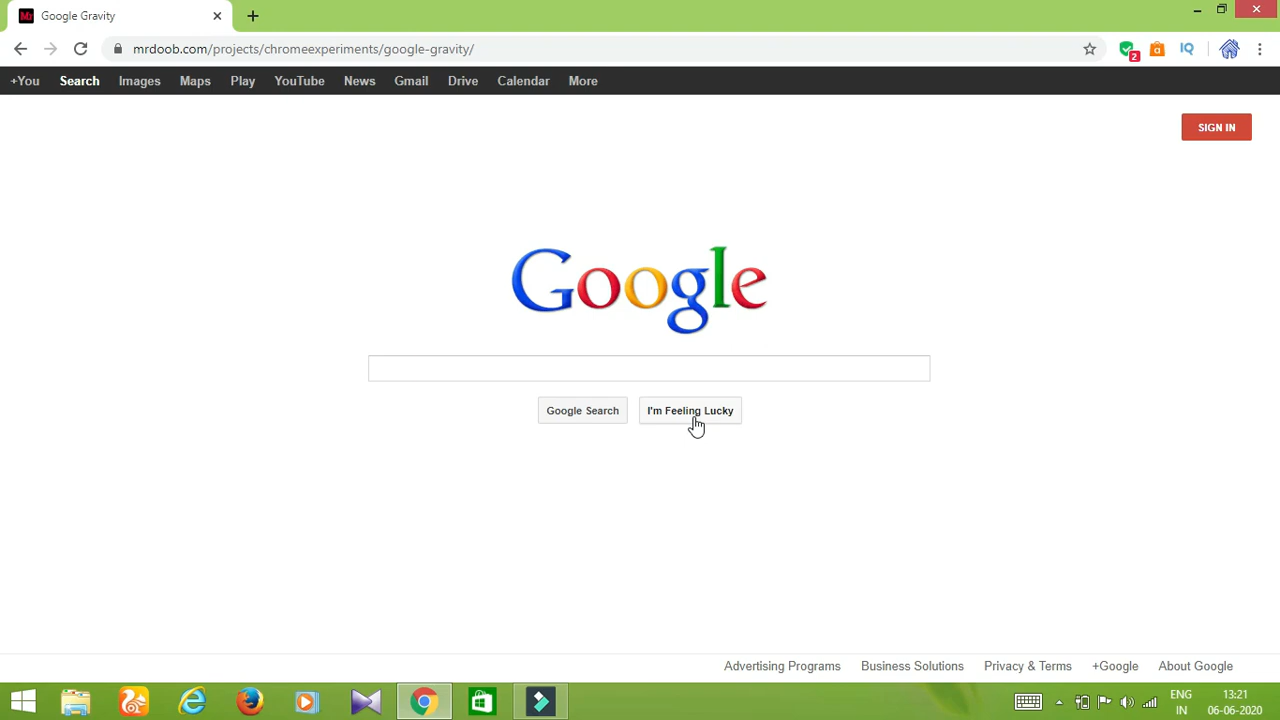 Google Gravity
mrdoob.com/projects/chromeexperiments/google-gravity/
2
IQ
+You Search Images Maps Play YouTube News Gmail Drive Calendar More
SIGN IN
Google
Google Search I'm Feeling Lucky
Advertising Programs Business Solutions Privacy & Terms +Google About Google
ENG 13:21
IN 06-06-2020